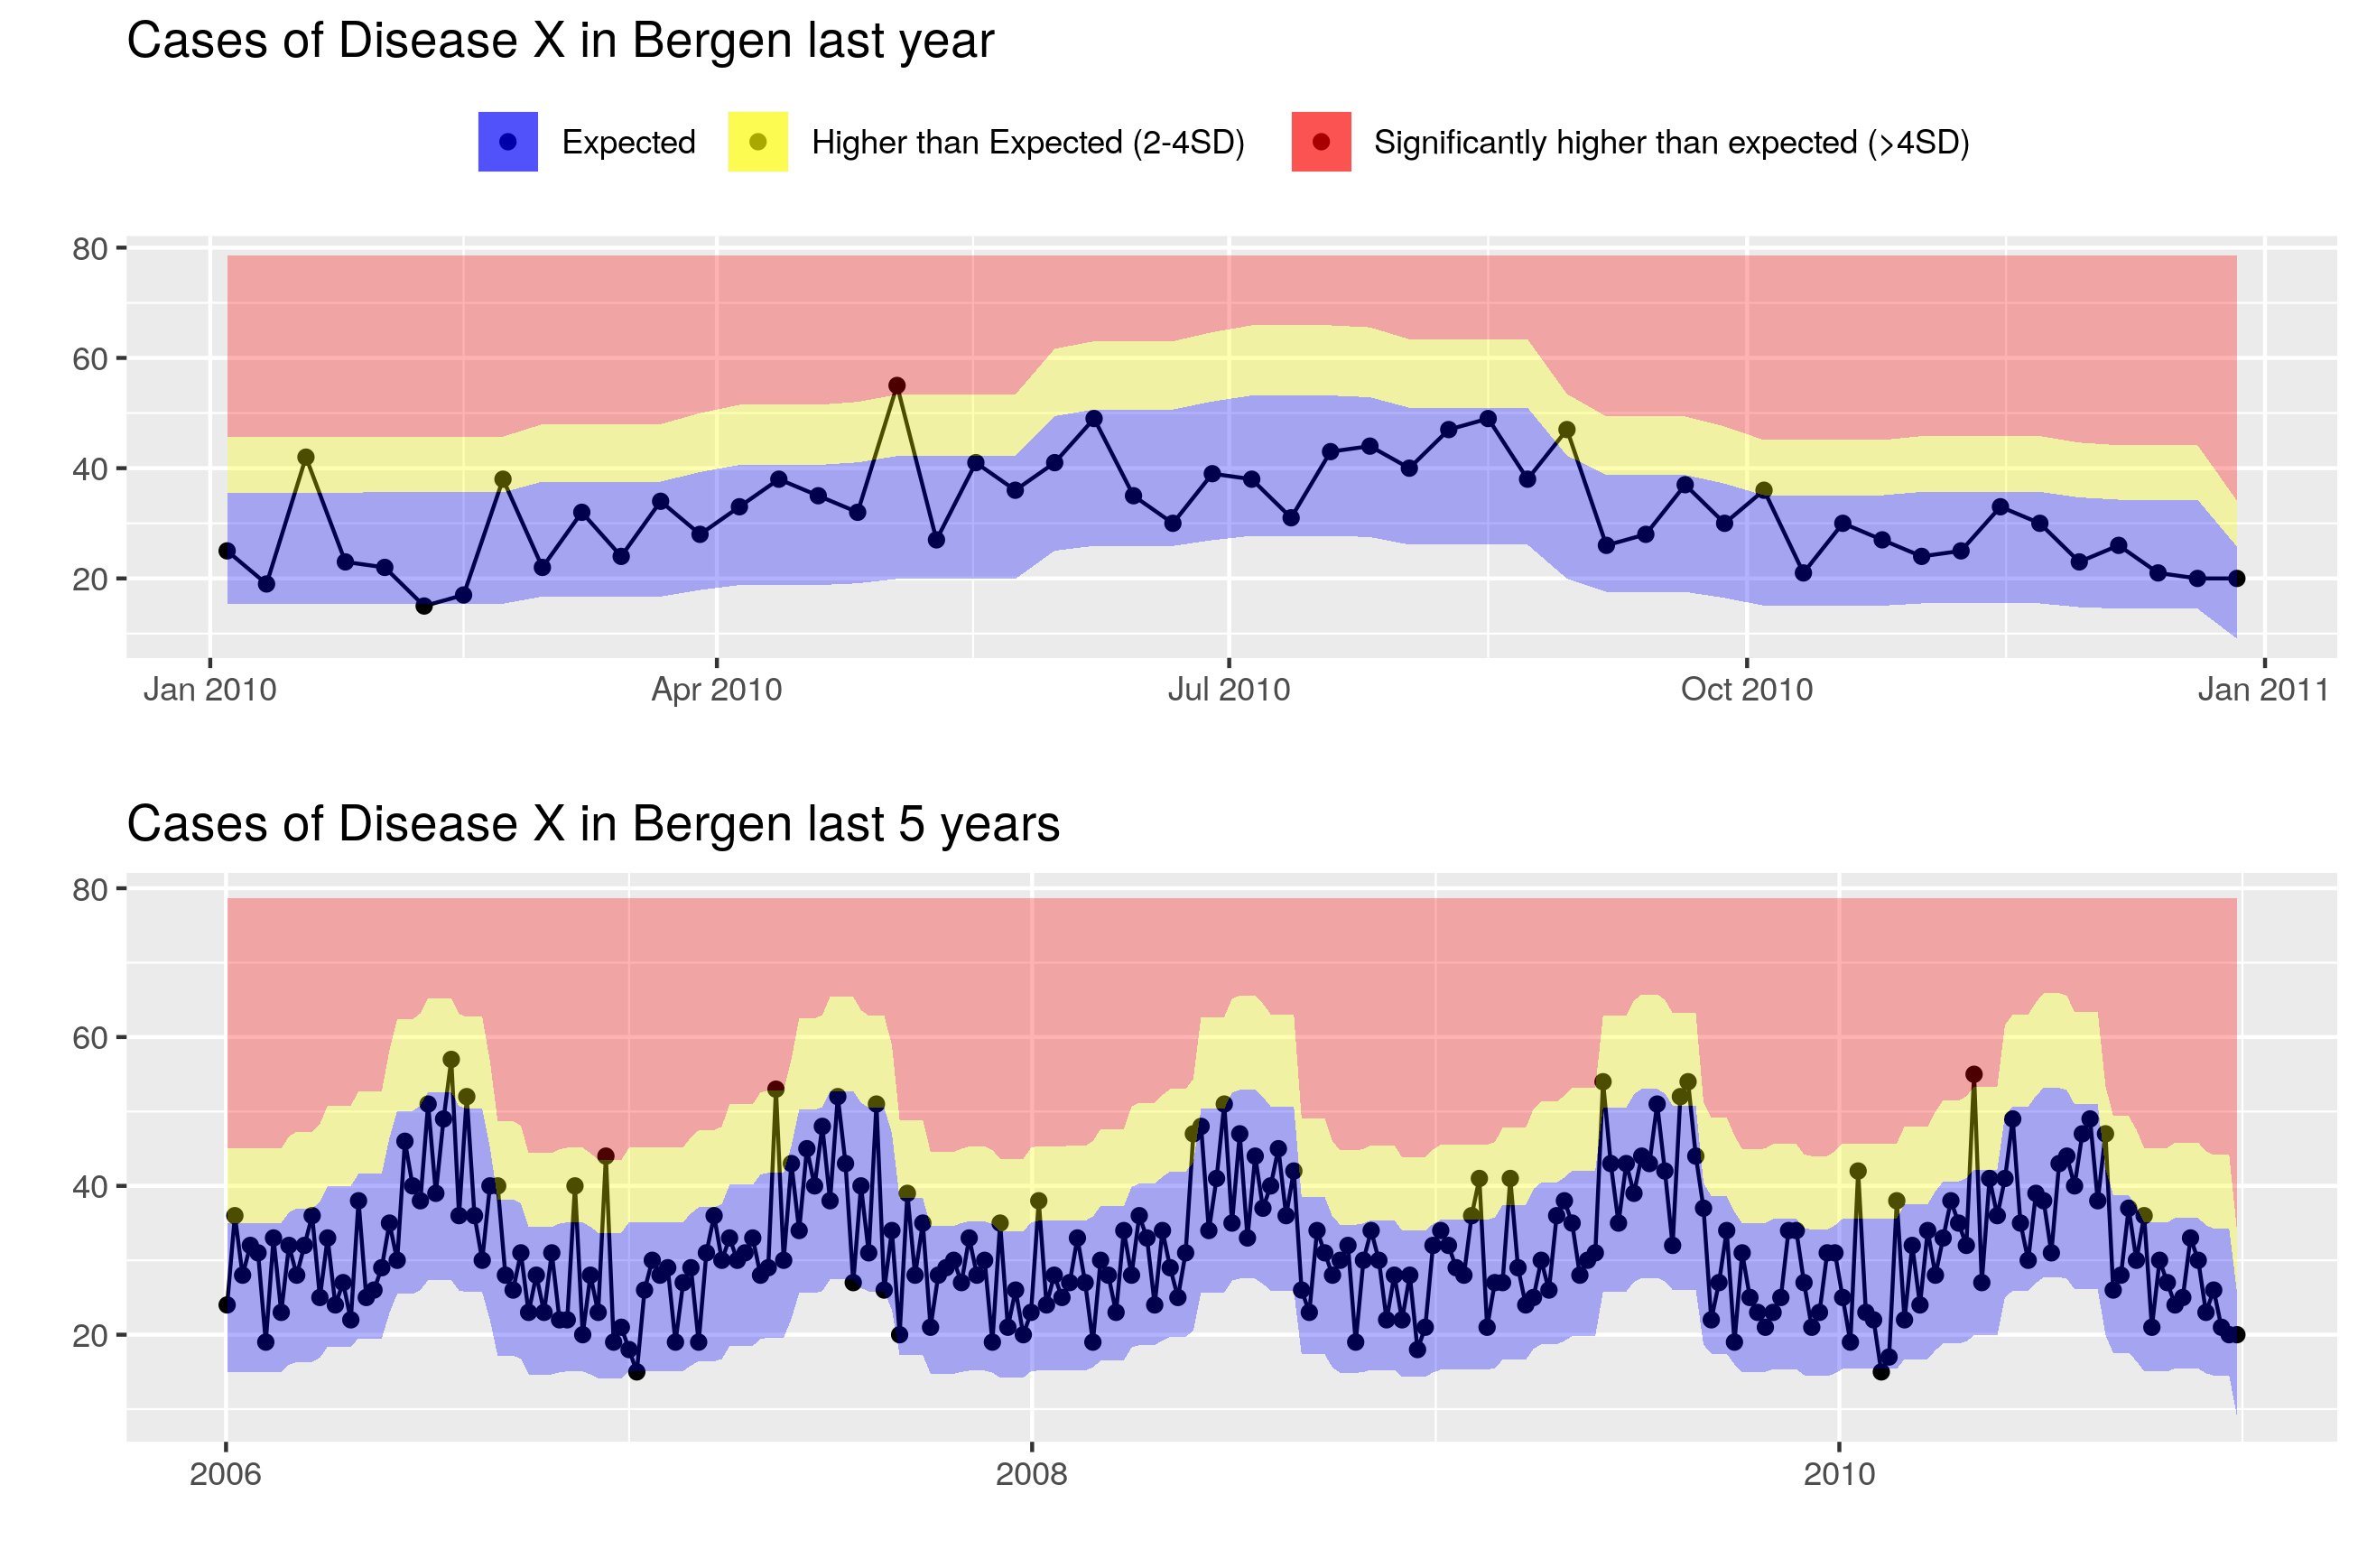 Cases of Disease X in Bergen last year
Expected Higher than Expected (2-4SD) Significantly higher than expected (>4SD)
80
60
40
20
Jan 2010 Apr 2010 Jul 2010 Oct 2010 Jan 2011
Cases of Disease X in Bergen last 5 years
80
60
40
20
2006 2008 2010